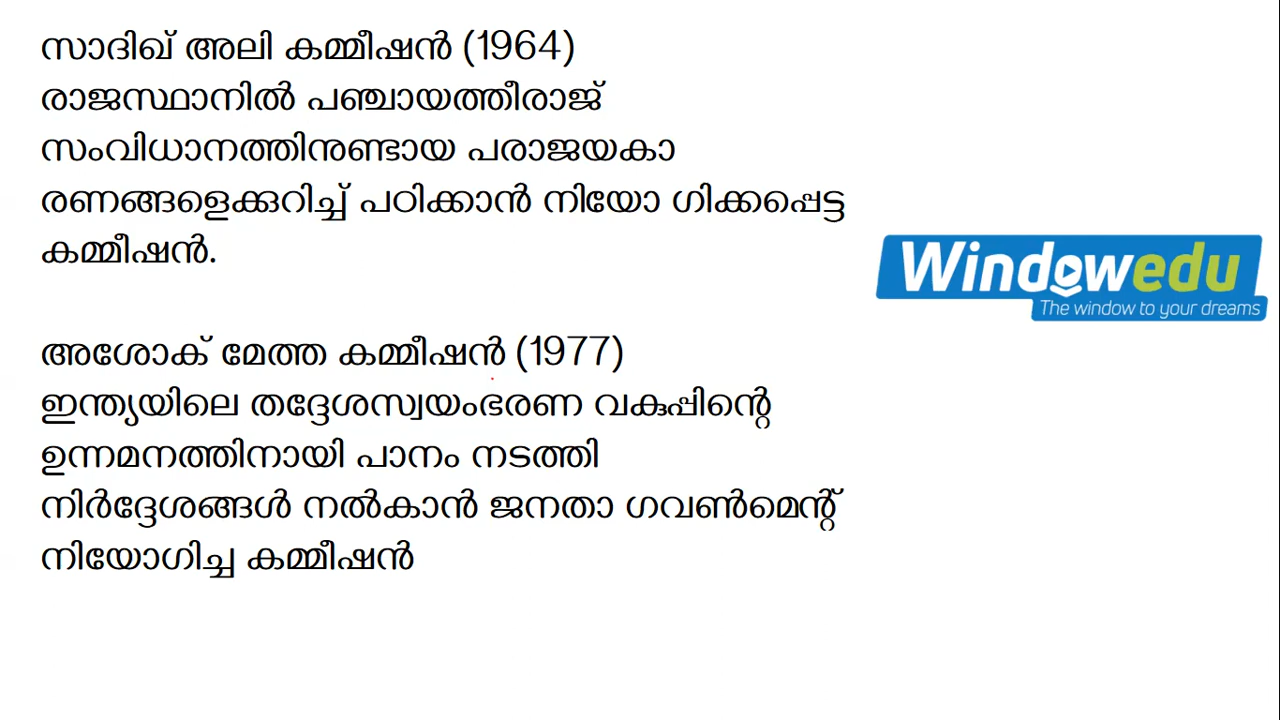 സാദിഖ് അലി കമ്മീഷൻ (1964)
രാജസ്ഥാനിൽ പഞ്ചായത്തീരാജ്
സംവിധാനത്തിനുണ്ടായ പരാജയകാ
രണങ്ങളെക്കുറിച്ച് പഠിക്കാൻ നിയോ ഗിക്കപ്പെട്ട
കമ്മീഷൻ.
Windowedu
The window to your dreams
അശോക് മേത്ത കമ്മീഷൻ (1977)
ഇന്ത്യയിലെ തദ്ദേശസ്വയംഭരണ വകുപ്പിന്റെ
ഉന്നമനത്തിനായി പാനം നടത്തി
നിർദ്ദേശങ്ങൾ നൽകാൻ ജനതാ ഗവൺമെന്റ്
നിയോഗിച്ച കമ്മീഷൻ